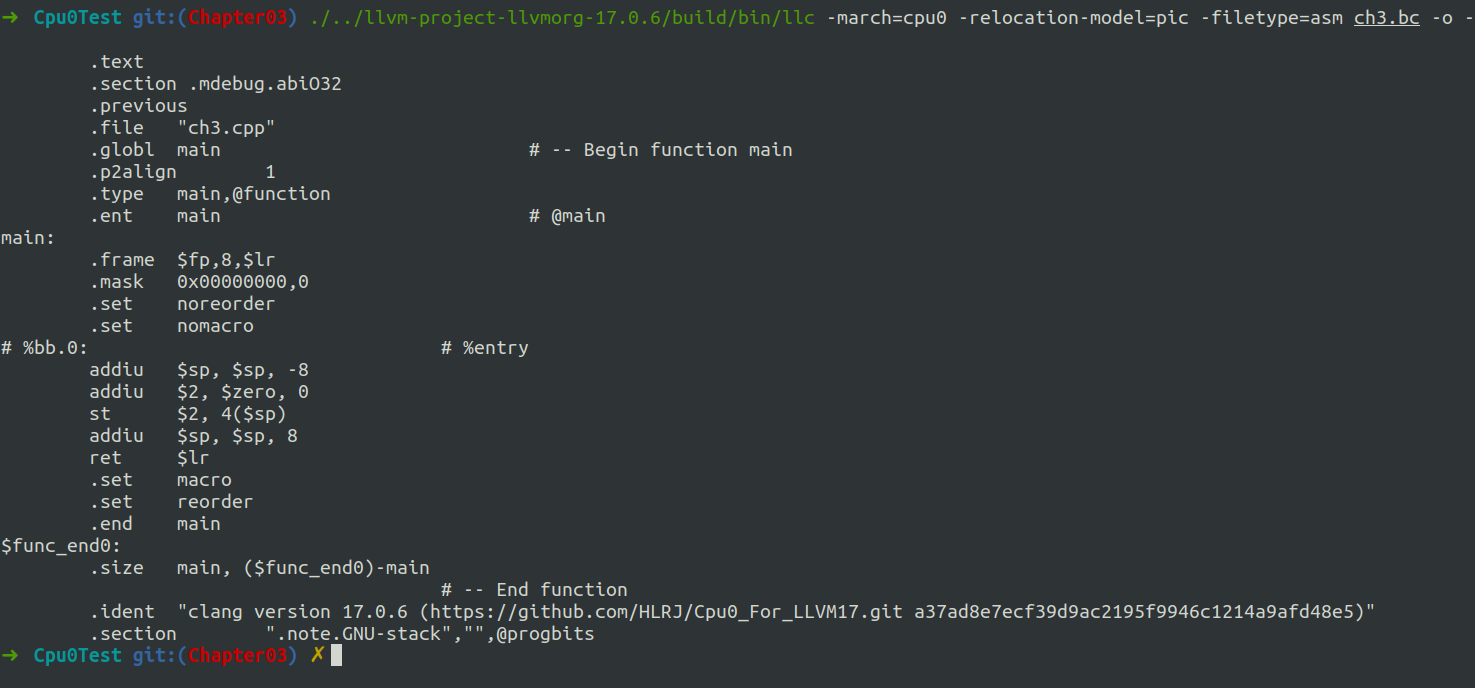 → Cpu0Test git:(Chapter03) ./../llvm-project-llvmorg-17.0.6/build/bin/llc -march=cpu0 -relocation-model=pic -filetype=asm ch3.bc -o -
.text
.section .mdebug.abiO32
.previous
.file "ch3.cpp"
.globl main # -- Begin function main
.p2align 1
.type main,@function
.ent main # @main
main:
.frame $fp,8,$lr
.mask 0x00000000,0
.set noreorder
.set nomacro
# %bb.0: # %entry
addiu $sp, $sp, -8
addiu $2, $zero, 0
st $2, 4($sp)
addiu $sp, $sp, 8
ret $lr
.set macro
.set reorder
.end main
$func_end0:
.size main, ($func_end0)-main
# -- End function
.ident "clang version 17.0.6 (https://github.com/HLRJ/Cpu0_For_LLVM17.git a37ad8e7ecf39d9ac2195f9946c1214a9afd48e5)"
.section ".note.GNU-stack","",@progbits
→ Cpu0Test git:(Chapter03) ✗